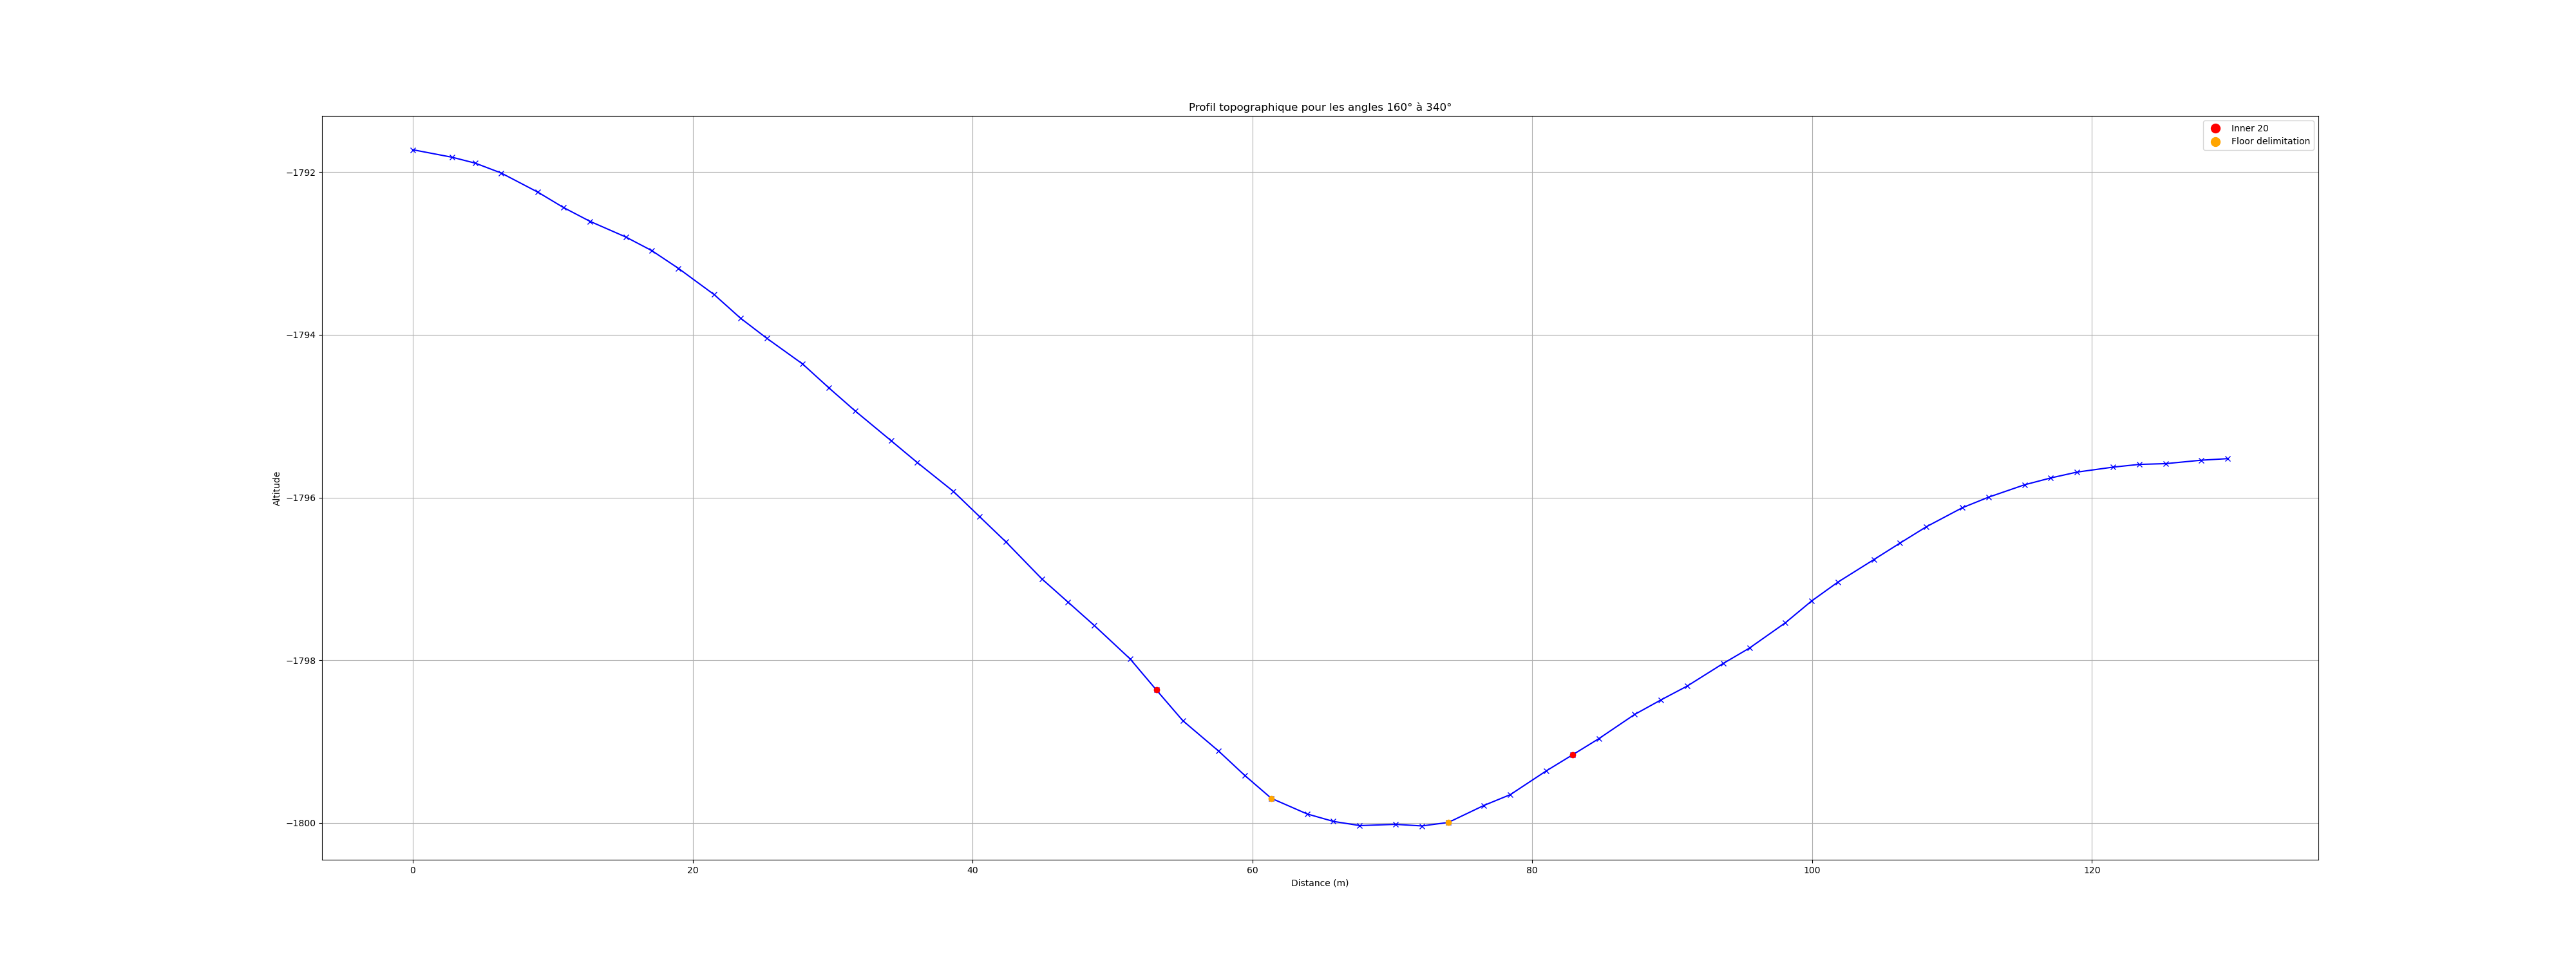 Profil topographique pour les angles 160° à 340°
Inner 20
Floor delimitation
−1792
−1794
−1796
−1798
−1800
Altitude
0 20 40 60 80 100 120
Distance (m)